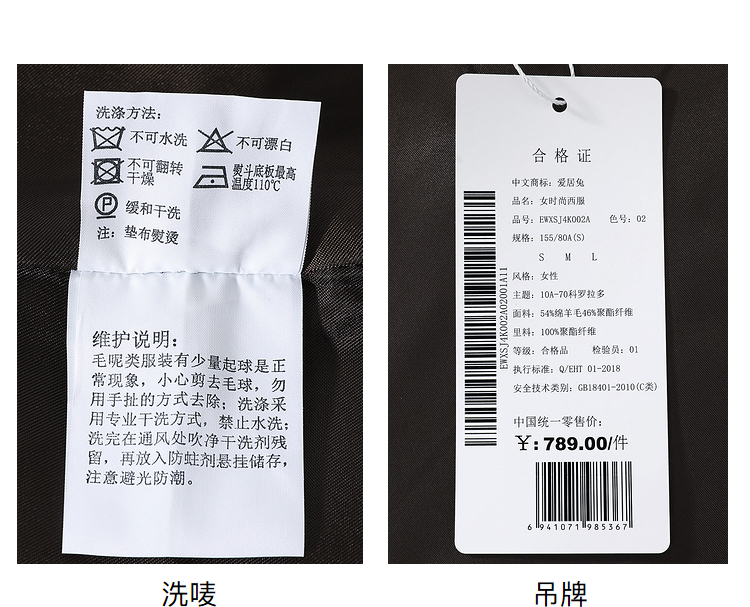 洗涤方法:
不可水洗 不可漂白
不可翻转
干燥
熨斗底板最高
温度110℃
P 缓和干洗
注: 垫布熨烫
维护说明:
毛呢类服装有少量起球是正
常现象,小心剪去毛球,勿
用手扯的方式去除;洗涤采
用专业干洗方式,禁止水洗;
洗完在通风处吹净干洗剂残
留,再放入防蛀剂悬挂储存,
注意避光防潮。
洗唛
合格证
中文商标: 爱居兔
品名: 女时尚西服
品号: EWXSJ4K002A 色号: 02
规格: 155/80A(S)
S M L
风格: 女性
主题: 10A-70科罗拉多
面料: 54%绵羊毛46%聚酯纤维
里料: 100%聚酯纤维
等级: 合格品 检验员: 01
执行标准: Q/EHT 01-2018
安全技术类别: GB18401-2010(C类)
EWXSJ4K002A02001A11
中国统一零售价:
¥: 789.00/件
6 941071 985367
吊牌